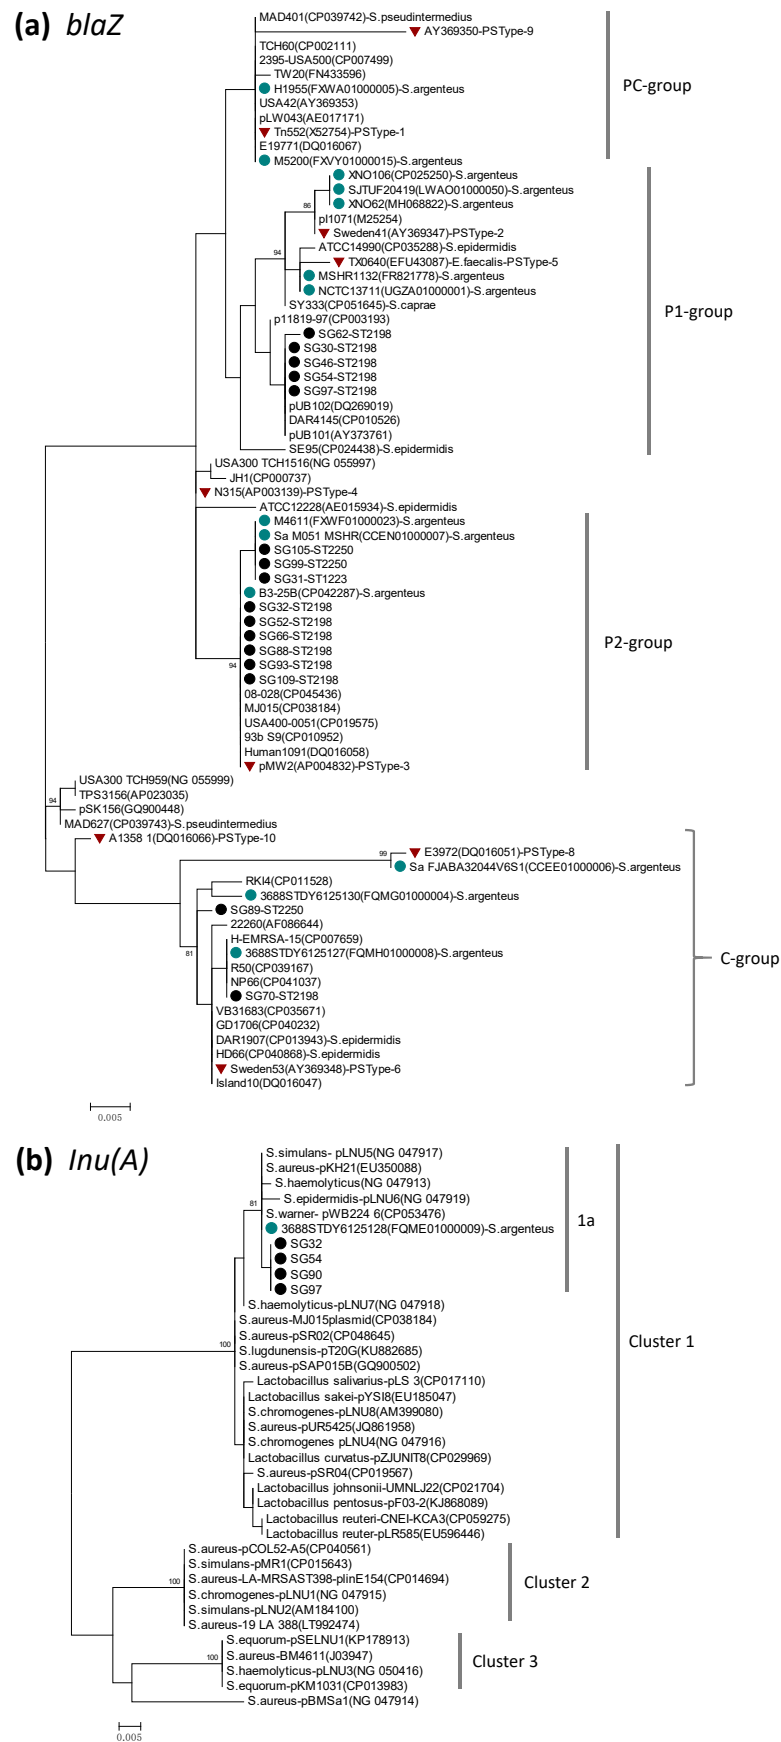 (a) blaZ
MAD401(CP039742)-S.pseudintermedius
AY369350-PSType-9
TCH60(CP002111)
2395-USA500(CP007499)
TW20(FN433596)
H1955(FXWA01000005)-S.argenteus
USA42(AY369353)
pLW043(AE017171)
Tn552(X52754)-PSType-1
E19771(DQ016067)
M5200(FXVY01000015)-S.argenteus
PC-group
XNO106(CP025250)-S.argenteus
SJTUF20419(LWAO01000050)-S.argenteus
XNO62(MH068822)-S.argenteus
86
pI1071(M25254)
Sweden41(AY369347)-PSType-2
ATCC14990(CP035288)-S.epidermidis
94
TX0640(EFU43087)-E.faecalis-PSType-5
MSHR1132(FR821778)-S.argenteus
NCTC13711(UGZA01000001)-S.argenteus
SY333(CP051645)-S.caprae
p11819-97(CP003193)
SG62-ST2198
SG30-ST2198
SG46-ST2198
SG54-ST2198
SG97-ST2198
pUB102(DQ269019)
DAR4145(CP010526)
pUB101(AY373761)
SE95(CP024438)-S.epidermidis
P1-group
USA300 TCH1516(NG 055997)
JH1(CP000737)
N315(AP003139)-PSType-4
ATCC12228(AE015934)-S.epidermidis
M4611(FXWF01000023)-S.argenteus
Sa M051 MSHR(CCEN01000007)-S.argenteus
SG105-ST2250
SG99-ST2250
SG31-ST1223
B3-25B(CP042287)-S.argenteus
SG32-ST2198
SG52-ST2198
SG66-ST2198
SG88-ST2198
SG93-ST2198
94
SG109-ST2198
08-028(CP045436)
MJ015(CP038184)
USA400-0051(CP019575)
93b S9(CP010952)
Human1091(DQ016058)
pMW2(AP004832)-PSType-3
P2-group
USA300 TCH959(NG 055999)
TPS3156(AP023035)
94
pSK156(GQ900448)
MAD627(CP039743)-S.pseudintermedius
A1358 1(DQ016066)-PSType-10
99
E3972(DQ016051)-PSType-8
Sa FJABA32044V6S1(CCEE01000006)-S.argenteus
RKI4(CP011528)
3688STDY6125130(FQMG01000004)-S.argenteus
SG89-ST2250
22260(AF086644)
H-EMRSA-15(CP007659)
81
3688STDY6125127(FQMH01000008)-S.argenteus
R50(CP039167)
NP66(CP041037)
SG70-ST2198
VB31683(CP035671)
GD1706(CP040232)
DAR1907(CP013943)-S.epidermidis
HD66(CP040868)-S.epidermidis
Sweden53(AY369348)-PSType-6
Island10(DQ016047)
C-group
0.005
(b) Inu(A)
S.simulans- pLNU5(NG 047917)
S.aureus-pKH21(EU350088)
S.haemolyticus(NG 047913)
81
S.epidermidis-pLNU6(NG 047919)
S.warner- pWB224 6(CP053476)
3688STDY6125128(FQME01000009)-S.argenteus
SG32
SG54
SG90
SG97
1a
S.haemolyticus-pLNU7(NG 047918)
S.aureus-MJ015plasmid(CP038184)
S.aureus-pSR02(CP048645)
100
S.lugdunensis-pT20G(KU882685)
S.aureus-pSAP015B(GQ900502)
Lactobacillus salivarius-pLS 3(CP017110)
Lactobacillus sakei-pYSI8(EU185047)
S.chromogenes-pLNU8(AM399080)
S.aureus-pUR5425(JQ861958)
S.chromogenes pLNU4(NG 047916)
Lactobacillus curvatus-pZJUNIT8(CP029969)
S.aureus-pSR04(CP019567)
Lactobacillus johnsonii-UMNLJ22(CP021704)
Lactobacillus pentosus-pF03-2(KJ868089)
Lactobacillus reuteri-CNEI-KCA3(CP059275)
Lactobacillus reuter-pLR585(EU596446)
Cluster 1
S.aureus-pCOL52-A5(CP040561)
S.simulans-pMR1(CP015643)
100
S.aureus-LA-MRSAST398-plinE154(CP014694)
S.chromogenes-pLNU1(NG 047915)
S.simulans-pLNU2(AM184100)
S.aureus-19 LA 388(LT992474)
Cluster 2
S.equorum-pSELNU1(KP178913)
100
S.aureus-BM4611(J03947)
S.haemolyticus-pLNU3(NG 050416)
S.equorum-pKM1031(CP013983)
Cluster 3
S.aureus-pBMSa1(NG 047914)
0.005